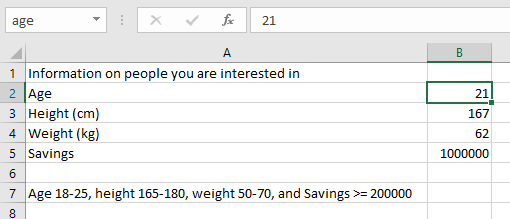 age fx 21
A B
1 Information on people you are interested in
2 Age 21
3 Height (cm) 167
4 Weight (kg) 62
5 Savings 1000000
6
7 Age 18-25, height 165-180, weight 50-70, and Savings >= 200000
8